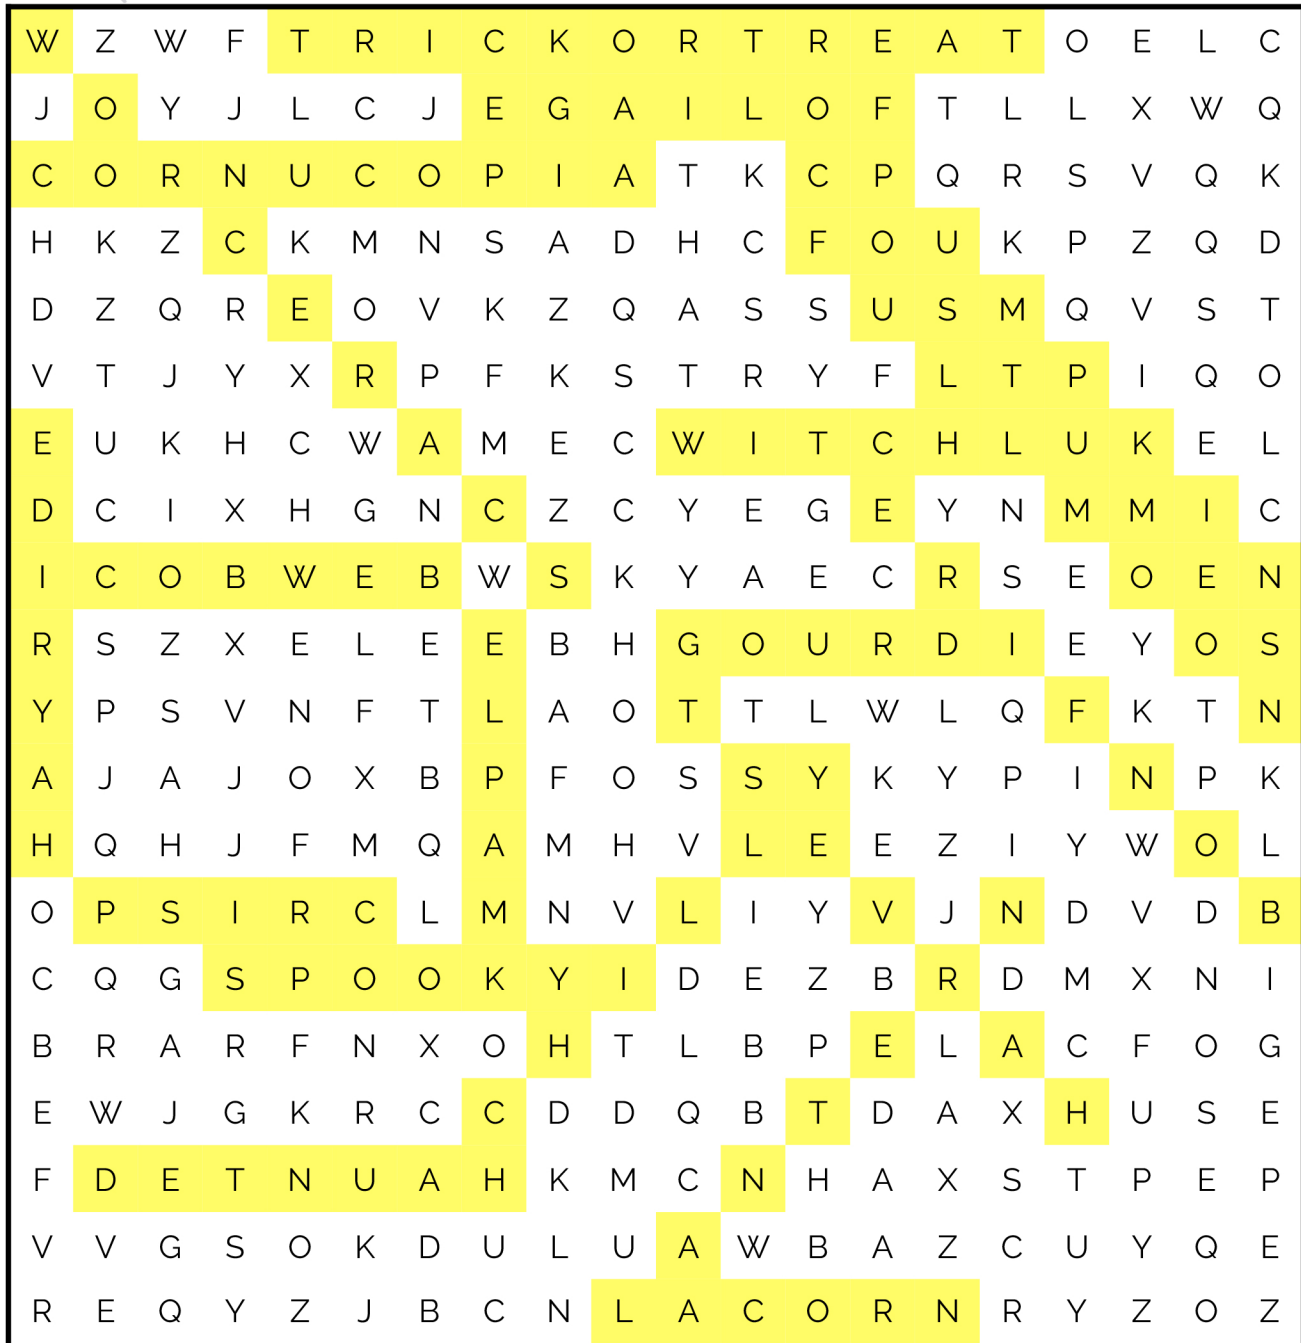 W Z W F T R I C K O R T R E A T O E L C
J O Y J L C J E G A I L O F T L L X W Q
C O R N U C O P I A T K C P Q R S V Q K
H K Z C K M N S A D H C F O U K P Z Q D
D Z Q R E O V K Z Q A S S U S M Q V S T
V T J Y X R P F K S T R Y F L T P I Q O
E U K H C W A M E C W I T C H L U K E L
D C I X H G N C Z C Y E G E Y N M M I C
I C O B W E B W S K Y A E C R S E O E N
R S Z X E L E E B H G O U R D I E Y O S
Y P S V N F T L A O T T L W L Q F K T N
A J A J O X B P F O S S Y K Y P I N P K
H Q H J F M Q A M H V L E E Z I Y W O L
O P S I R C L M N V L I Y V J N D V D B
C Q G S P O O K Y I D E Z B R D M X N I
B R A R F N X O H T L B P E L A C F O G
E W J G K R C C D D Q B T D A X H U S E
F D E T N U A H K M C N H A X S T P E P
V V G S O K D U L U A W B A Z C U Y Q E
R E Q Y Z J B C N L A C O R N R Y Z O Z